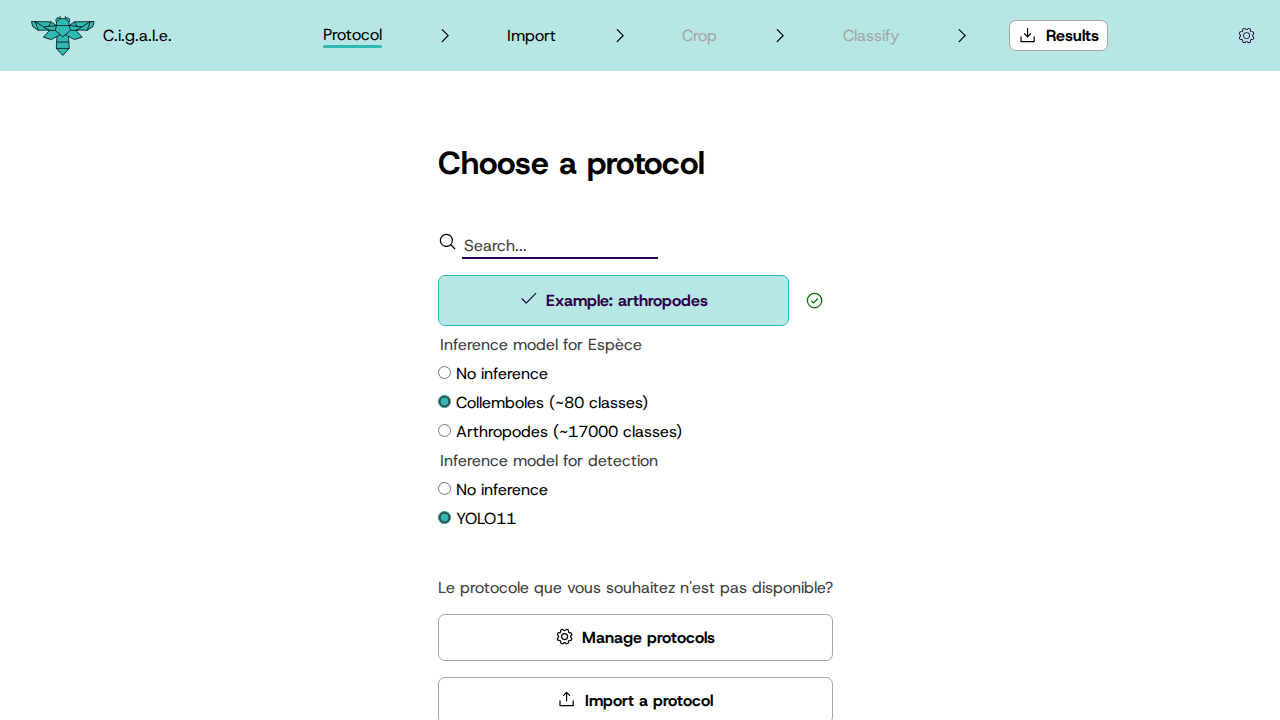 C.i.g.a.l.e.
Protocol
Import
Crop
Classify
Results
Choose a protocol
Search...
Example: arthropodes
Inference model for Espèce
No inference
Collemboles (~80 classes)
Arthropodes (~17000 classes)
Inference model for detection
No inference
YOLO11
Le protocole que vous souhaitez n'est pas disponible?
Manage protocols
Import a protocol